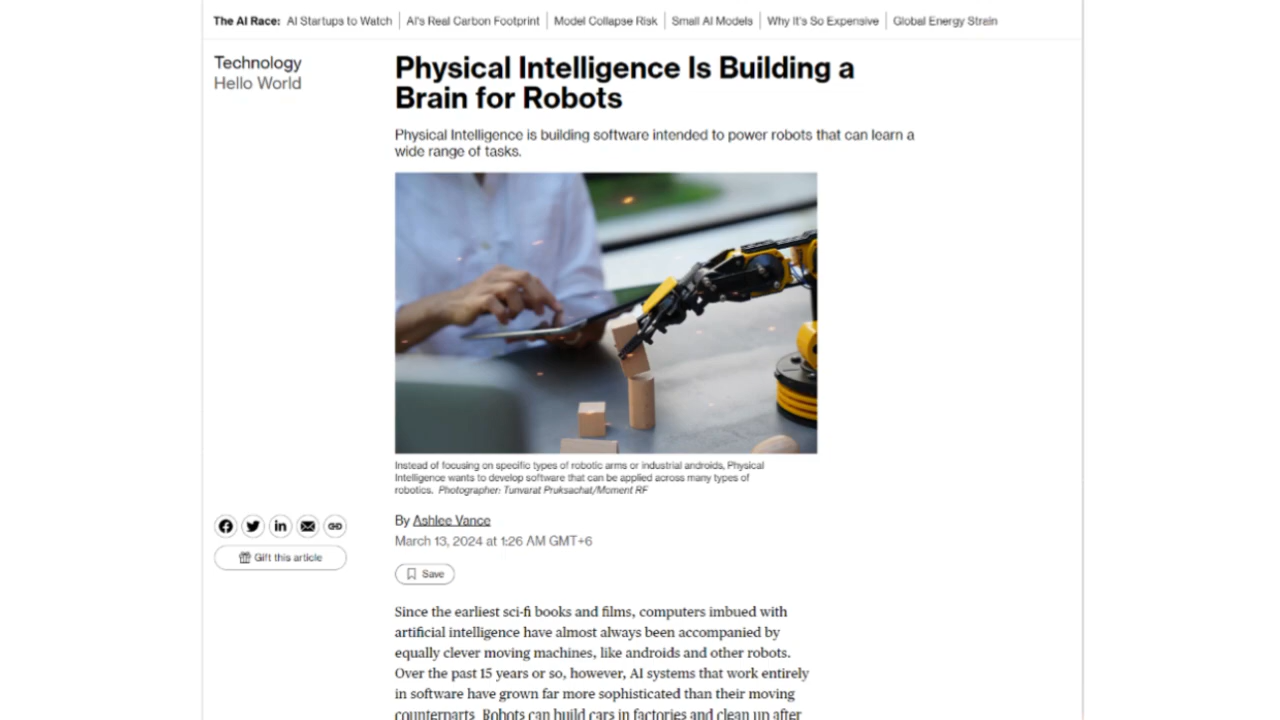 The AI Race: AI Startups to Watch AI's Real Carbon Footprint Model Collapse Risk Small AI Models Why It's So Expensive Global Energy Strain
Technology
Hello World
Physical Intelligence Is Building a
Brain for Robots
Physical Intelligence is building software intended to power robots that can learn a
wide range of tasks.
Instead of focusing on specific types of robotic arms or industrial androids, Physical
Intelligence wants to develop software that can be applied across many types of
robotics. Photographer: Tunvarat Pruksachat/Moment RF
By Ashlee Vance
March 13, 2024 at 1:26 AM GMT+6
Gift this article
Save
Since the earliest sci-fi books and films, computers imbued with
artificial intelligence have almost always been accompanied by
equally clever moving machines, like androids and other robots.
Over the past 15 years or so, however, AI systems that work entirely
in software have grown far more sophisticated than their moving
counterparts. Robots can build cars in factories and clean up after